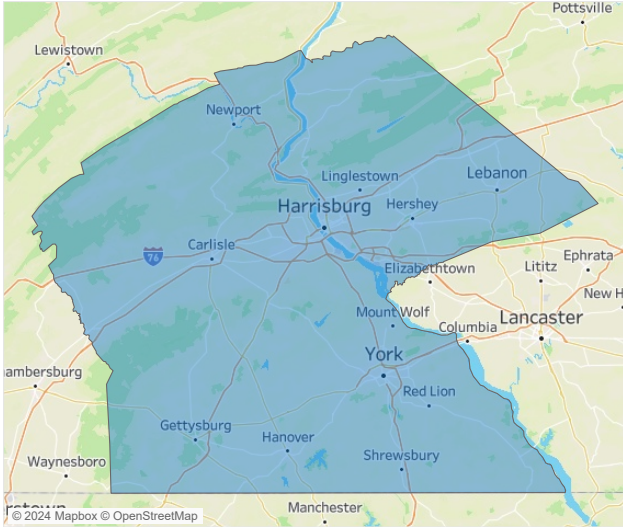 Pottsville
Lewistown
Newport
Linglestown
Lebanon
Harrisburg
Hershey
Carlisle
76
Ephrata
Elizabethtown
Lititz
New H
Mount Wolf
Lancaster
Columbia
York
ambersburg
Red Lion
Gettysburg
Hanover
Shrewsbury
Waynesboro
rstown
Manchester
© 2024 Mapbox © OpenStreetMap